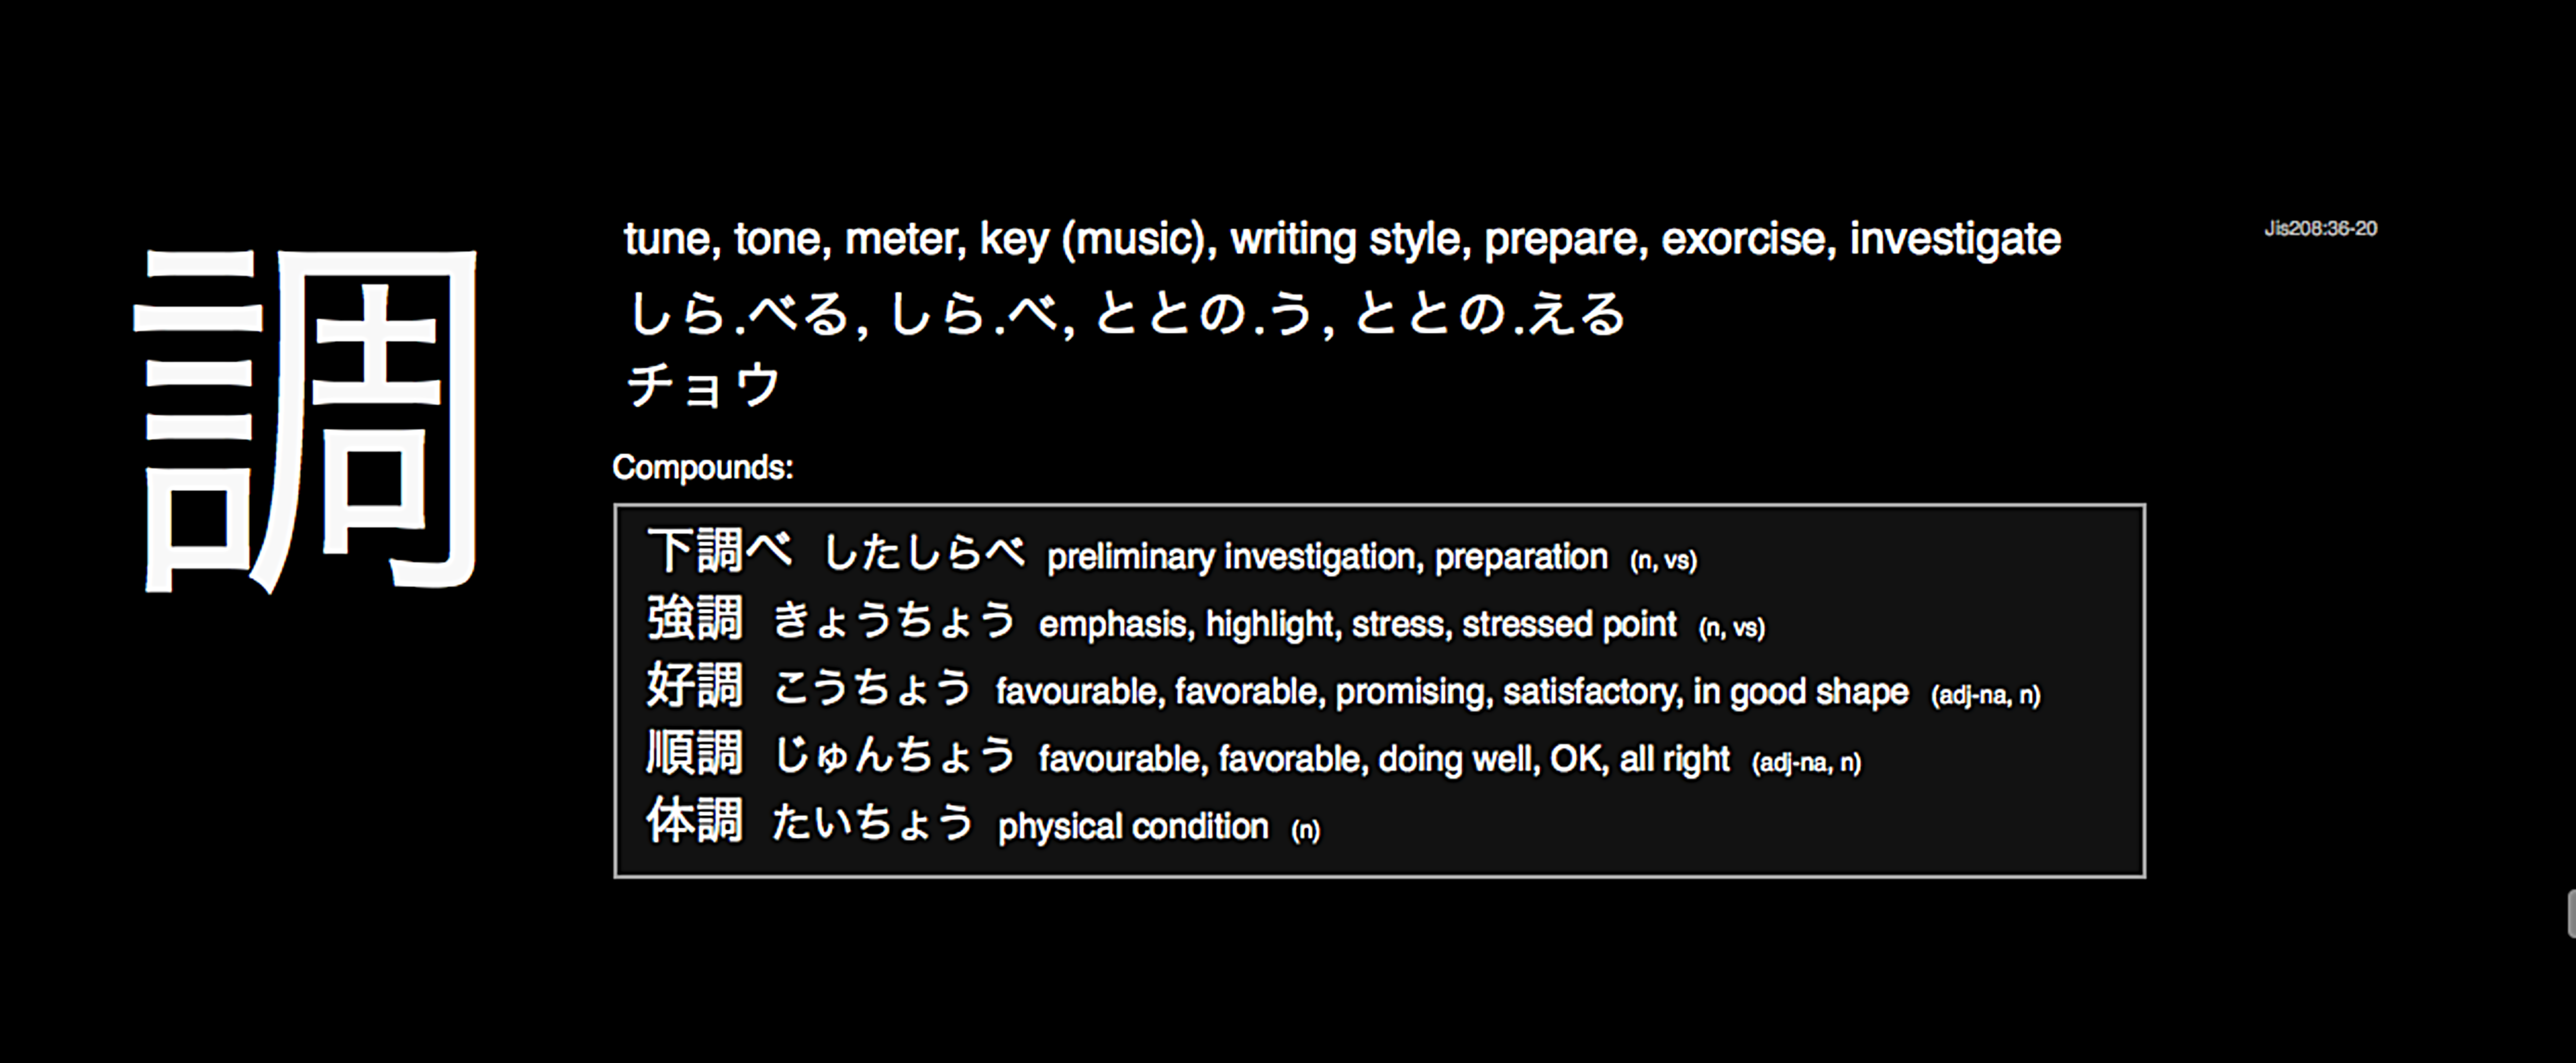 調
tune, tone, meter, key (music), writing style, prepare, exorcise, investigate
Jis208:36-20
しら.べる, しら.べ, ととの.う, ととの.える
チョウ
Compounds:
下調べ したしらべ preliminary investigation, preparation (n, vs)
強調 きょうちょう emphasis, highlight, stress, stressed point (n, vs)
好調 こうちょう favourable, favorable, promising, satisfactory, in good shape (adj-na, n)
順調 じゅんちょう favourable, favorable, doing well, OK, all right (adj-na, n)
体調 たいちょう physical condition (n)